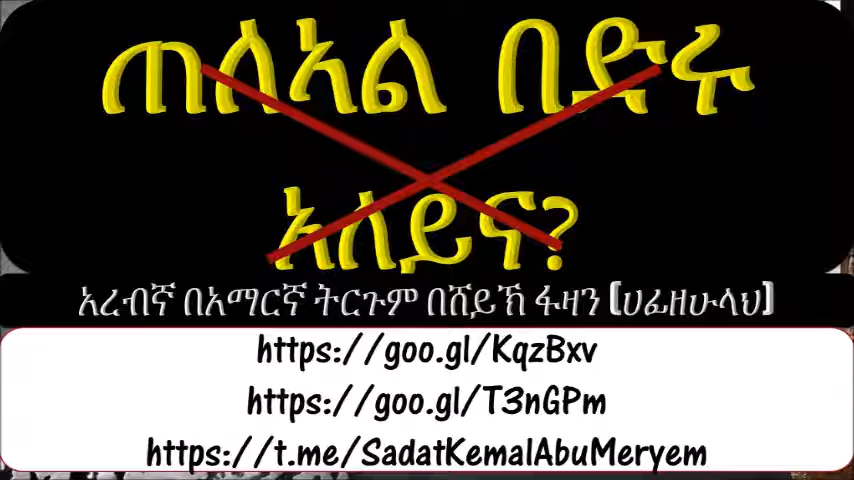 ጠለኣል በድሩ
አለይና?
አረብኛ በአማርኛ ትርጉም በሸይኽ ፋዛን (ሀፊዘሁላህ)
https://goo.gl/KqzBxv
https://goo.gl/T3nGPm
https://t.me/SadatKemalAbuMeryem